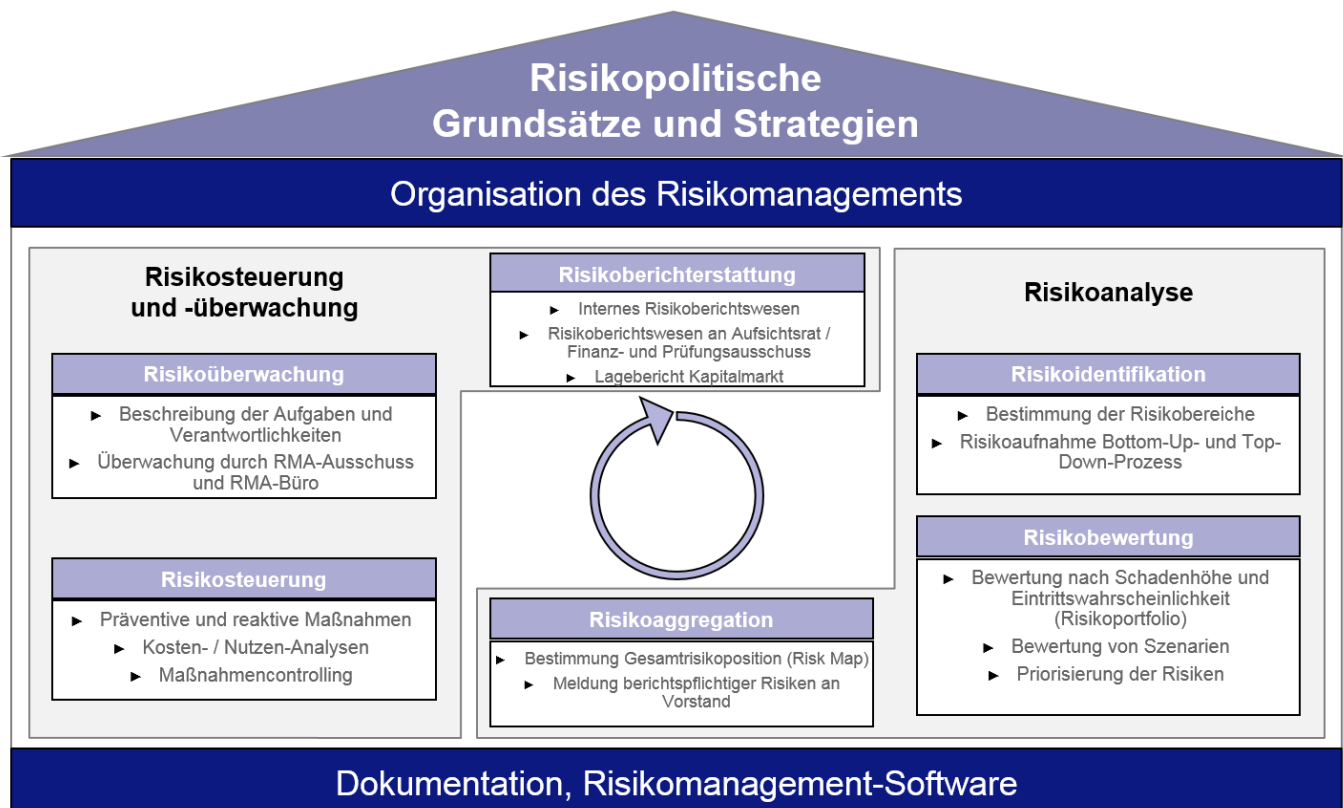 Risikopolitische
Grundsätze und Strategien
Organisation des Risikomanagements
Risikosteuerung
und -überwachung
Risikoüberwachung
► Beschreibung der Aufgaben und
Verantwortlichkeiten
► Überwachung durch RMA-Ausschuss
und RMA-Büro
Risikosteuerung
► Präventive und reaktive Maßnahmen
► Kosten- / Nutzen-Analysen
► Maßnahmencontrolling
Risikoberichterstattung
► Internes Risikoberichtswesen
► Risikoberichtswesen an Aufsichtsrat /
Finanz- und Prüfungsausschuss
► Lagebericht Kapitalmarkt
Risikoaggregation
► Bestimmung Gesamtrisikoposition (Risk Map)
► Meldung berichtspflichtiger Risiken an
Vorstand
Risikoanalyse
Risikoidentifikation
► Bestimmung der Risikobereiche
► Risikoaufnahme Bottom-Up- und Top-
Down-Prozess
Risikobewertung
► Bewertung nach Schadenhöhe und
Eintrittswahrscheinlichkeit
(Risikoportfolio)
► Bewertung von Szenarien
► Priorisierung der Risiken
Dokumentation, Risikomanagement-Software